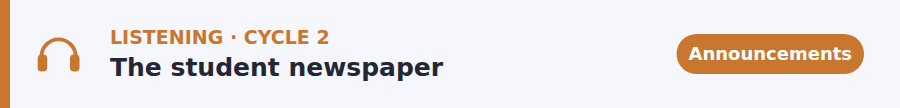 LISTENING · CYCLE 2
The student newspaper
Announcements